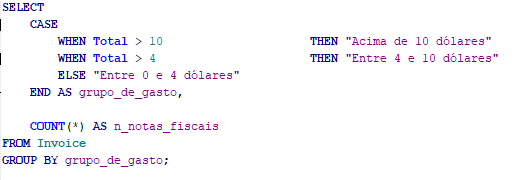 SELECT
CASE
WHEN Total > 10 THEN "Acima de 10 dólares"
WHEN Total > 4 THEN "Entre 4 e 10 dólares"
ELSE "Entre 0 e 4 dólares"
END AS grupo_de_gasto,
COUNT(*) AS n_notas_fiscais
FROM Invoice
GROUP BY grupo_de_gasto;